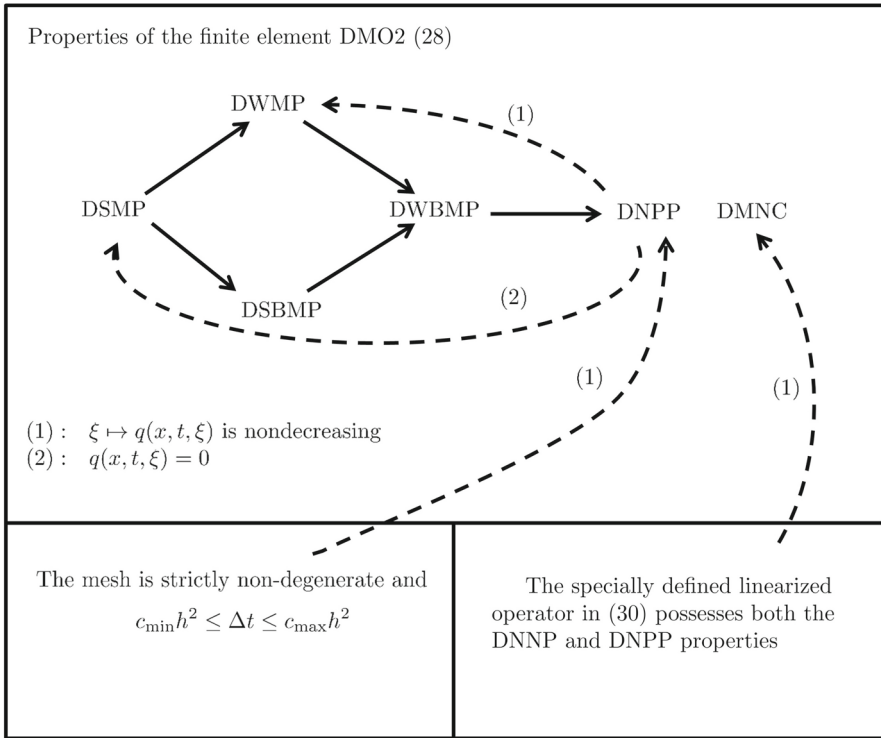 Properties of the finite element DMO2 (28)
DWMP
(1)
DSMP
DWBMP
DNPP
DMNC
(2)
DSBMP
(1)
(1)
(1) : ξ ↦ q(x, t, ξ) is nondecreasing
(2) : q(x, t, ξ) = 0
The mesh is strictly non-degenerate and
c_min h² ≤ Δt ≤ c_max h²
The specially defined linearized
operator in (30) possesses both the
DNNP and DNPP properties